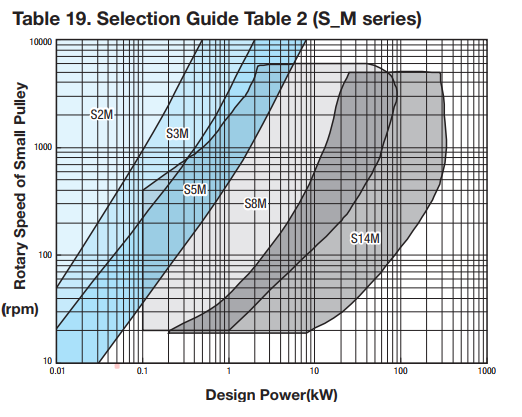 Table 19. Selection Guide Table 2 (S_M series)
10000
S2M
S3M
1000
S5M
S8M
S14M
100
Rotary Speed of Small Pulley
(rpm)
10
0.01 0.1 1 10 100 1000
Design Power(kW)